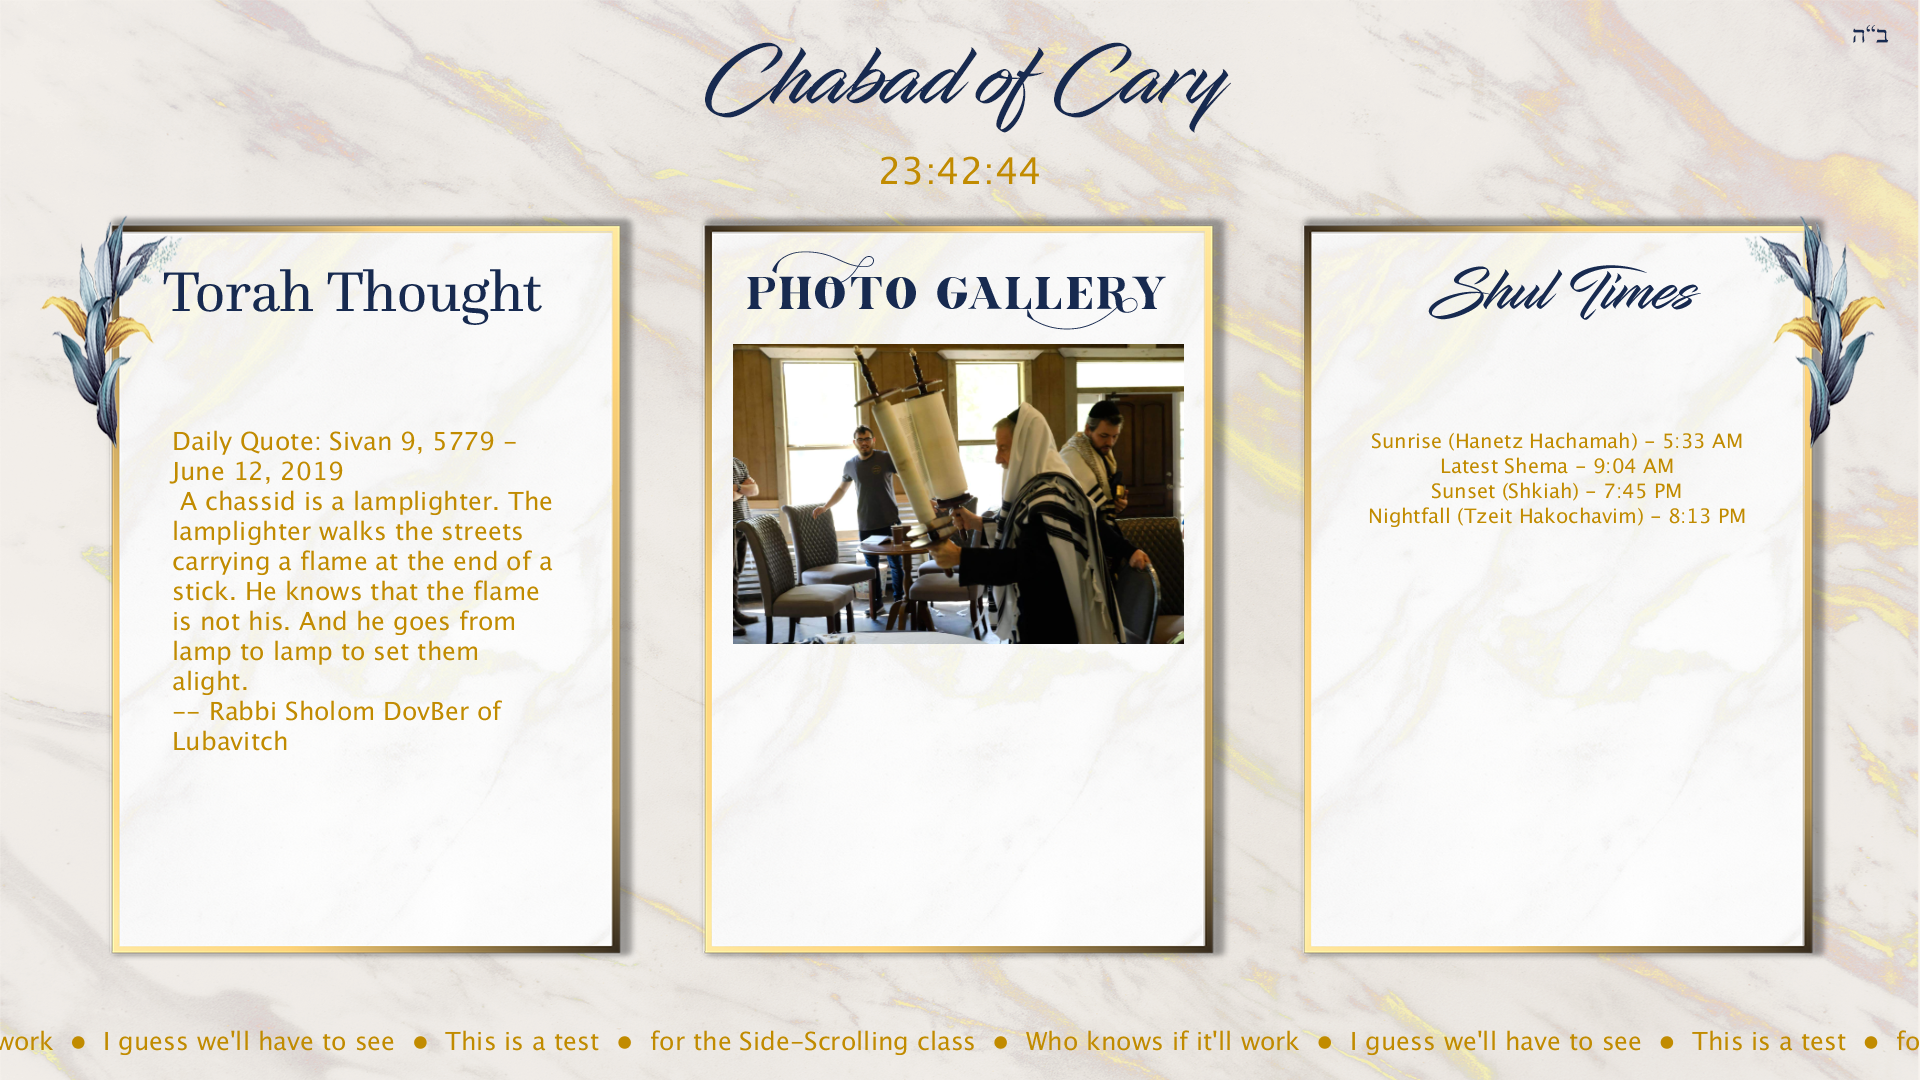 ב“ה
Chabad of Cary
23:42:44
Torah Thought
Daily Quote: Sivan 9, 5779 -
June 12, 2019
A chassid is a lamplighter. The
lamplighter walks the streets
carrying a flame at the end of a
stick. He knows that the flame
is not his. And he goes from
lamp to lamp to set them
alight.
-- Rabbi Sholom DovBer of
Lubavitch
PHOTO GALLERY
Shul Times
Sunrise (Hanetz Hachamah) - 5:33 AM
Latest Shema - 9:04 AM
Sunset (Shkiah) - 7:45 PM
Nightfall (Tzeit Hakochavim) - 8:13 PM
work ● I guess we'll have to see ● This is a test ● for the Side-Scrolling class ● Who knows if it'll work ● I guess we'll have to see ● This is a test ● fo